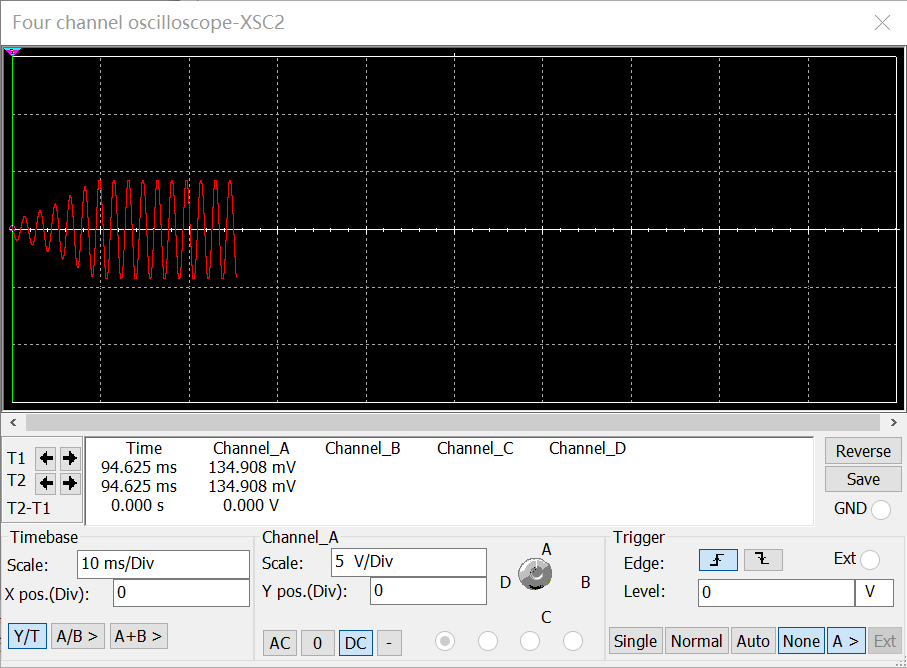 Four channel oscilloscope-XSC2
Time Channel_A Channel_B Channel_C Channel_D
T1 94.625 ms 134.908 mV
T2 94.625 ms 134.908 mV
T2-T1 0.000 s 0.000 V
Reverse
Save
GND
Timebase
Scale: 10 ms/Div
X pos.(Div): 0
Y/T A/B > A+B >
Channel_A
Scale: 5 V/Div
Y pos.(Div): 0
AC 0 DC -
A
D B
C
Trigger
Edge: Ext
Level: 0 V
Single Normal Auto None A > Ext